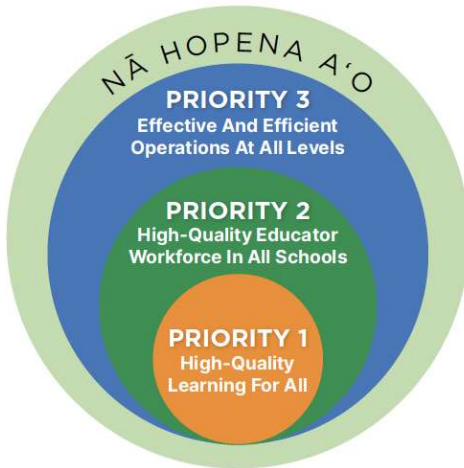 NĀ HOPENA AʻO
PRIORITY 3
Effective And Efficient
Operations At All Levels
PRIORITY 2
High-Quality Educator
Workforce In All Schools
PRIORITY 1
High-Quality
Learning For All